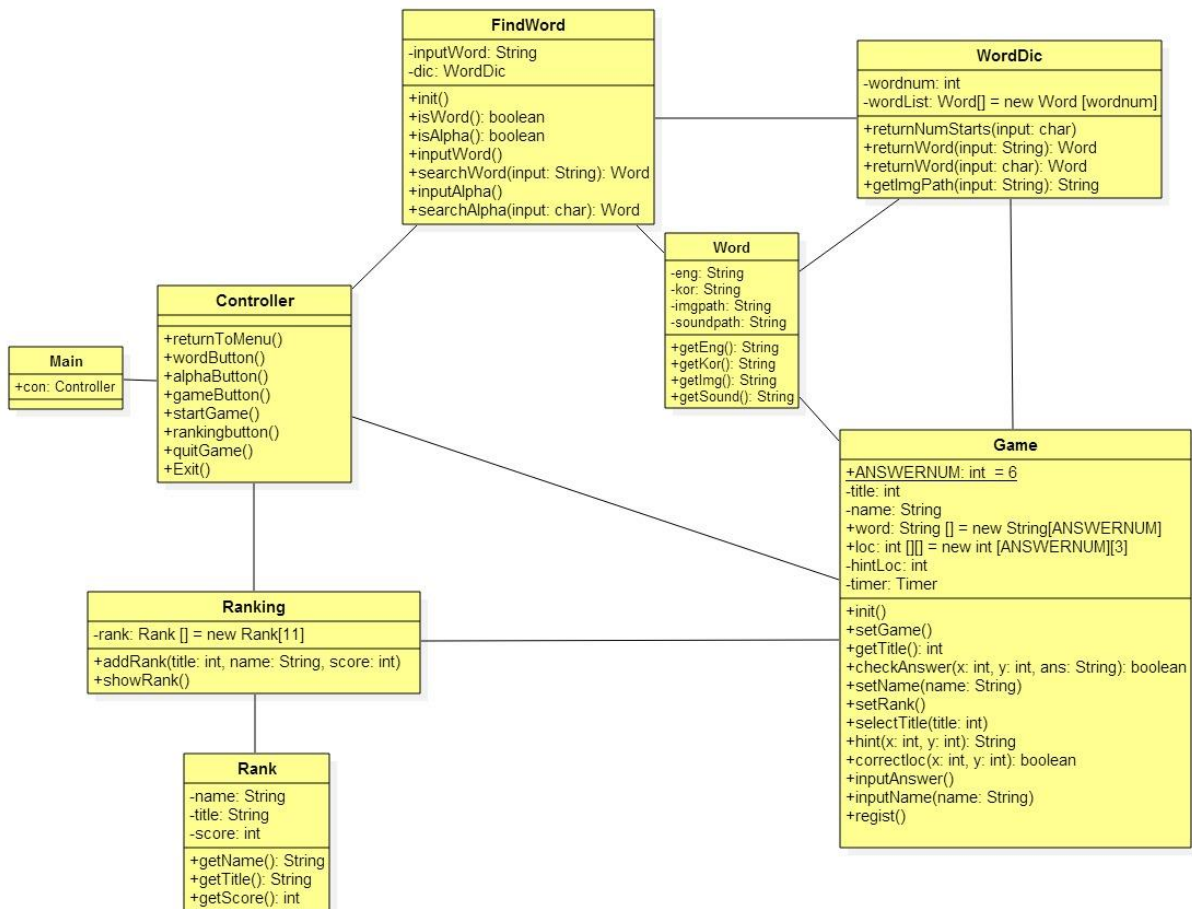 FindWord
-inputWord: String
-dic: WordDic
+init()
+isWord(): boolean
+isAlpha(): boolean
+inputWord()
+searchWord(input: String): Word
+inputAlpha()
+searchAlpha(input: char): Word
WordDic
-wordnum: int
-wordList: Word[] = new Word [wordnum]
+returnNumStarts(input: char)
+returnWord(input: String): Word
+returnWord(input: char): Word
+getImgPath(input: String): String
Word
-eng: String
-kor: String
-imgpath: String
-soundpath: String
+getEng(): String
+getKor(): String
+getImg(): String
+getSound(): String
Controller
+returnToMenu()
+wordButton()
+alphaButton()
+gameButton()
+startGame()
+rankingbutton()
+quitGame()
+Exit()
Main
+con: Controller
Game
+ANSWERNUM: int = 6
-title: int
-name: String
+word: String [] = new String[ANSWERNUM]
+loc: int [][] = new int [ANSWERNUM][3]
-hintLoc: int
-timer: Timer
+init()
+setGame()
+getTitle(): int
+checkAnswer(x: int, y: int, ans: String): boolean
+setName(name: String)
+setRank()
+selectTitle(title: int)
+hint(x: int, y: int): String
+correctloc(x: int, y: int): boolean
+inputAnswer()
+inputName(name: String)
+regist()
Ranking
-rank: Rank [] = new Rank[11]
+addRank(title: int, name: String, score: int)
+showRank()
Rank
-name: String
-title: String
-score: int
+getName(): String
+getTitle(): String
+getScore(): int